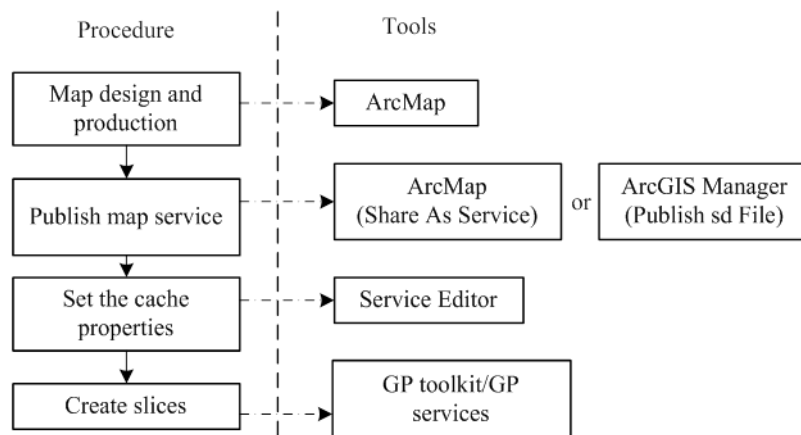 Procedure
Tools
Map design and
production
ArcMap
Publish map service
ArcMap
(Share As Service)
or
ArcGIS Manager
(Publish sd File)
Set the cache
properties
Service Editor
Create slices
GP toolkit/GP
services